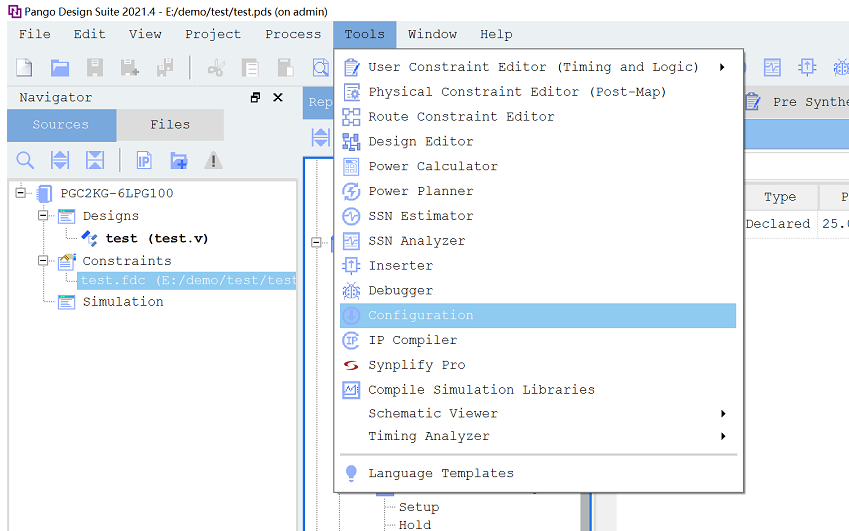 Pango Design Suite 2021.4 - E:/demo/test/test.pds (on admin)
File Edit View Project Process Tools Window Help
Navigator
Sources Files
PGC2KG-6LPG100
Designs
test (test.v)
Constraints
test.fdc (E:/demo/test/test
Simulation
Rep
User Constraint Editor (Timing and Logic)
Physical Constraint Editor (Post-Map)
Route Constraint Editor
Design Editor
Power Calculator
Power Planner
SSN Estimator
SSN Analyzer
Inserter
Debugger
Configuration
IP Compiler
Synplify Pro
Compile Simulation Libraries
Schematic Viewer
Timing Analyzer
Language Templates
Setup
Hold
Pre Synthe
Type P
Declared 25.0